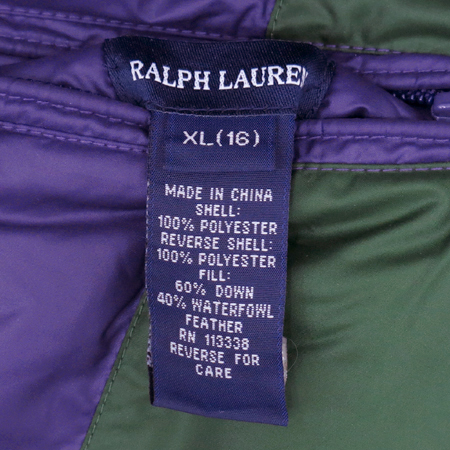 RALPH LAUREN
XL(16)
MADE IN CHINA
SHELL:
100% POLYESTER
REVERSE SHELL:
100% POLYESTER
FILL:
60% DOWN
40% WATERFOWL
FEATHER
RN 113338
REVERSE FOR
CARE